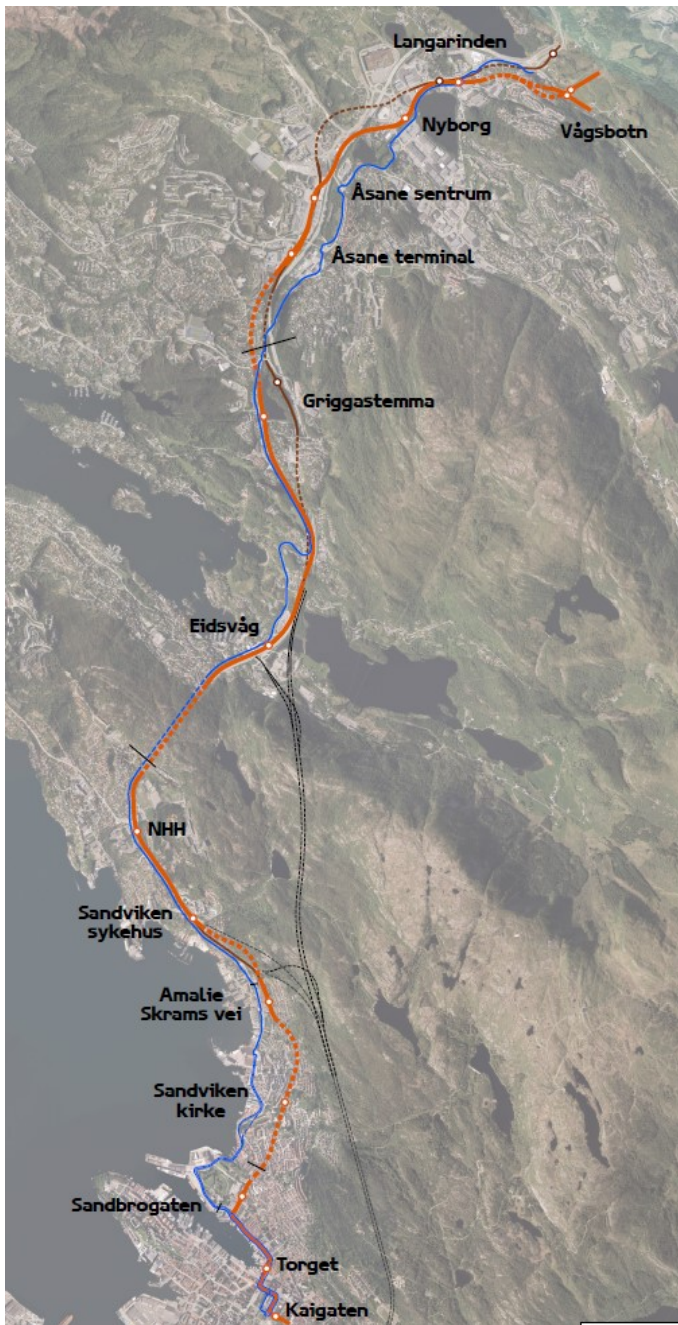 Langarinden
Nyborg
Vågsbotn
Åsane sentrum
Åsane terminal
Griggastemma
Eidsvåg
NHH
Sandviken
sykehus
Amalie
Skrams vei
Sandviken
kirke
Sandbrogaten
Torget
Kaigaten